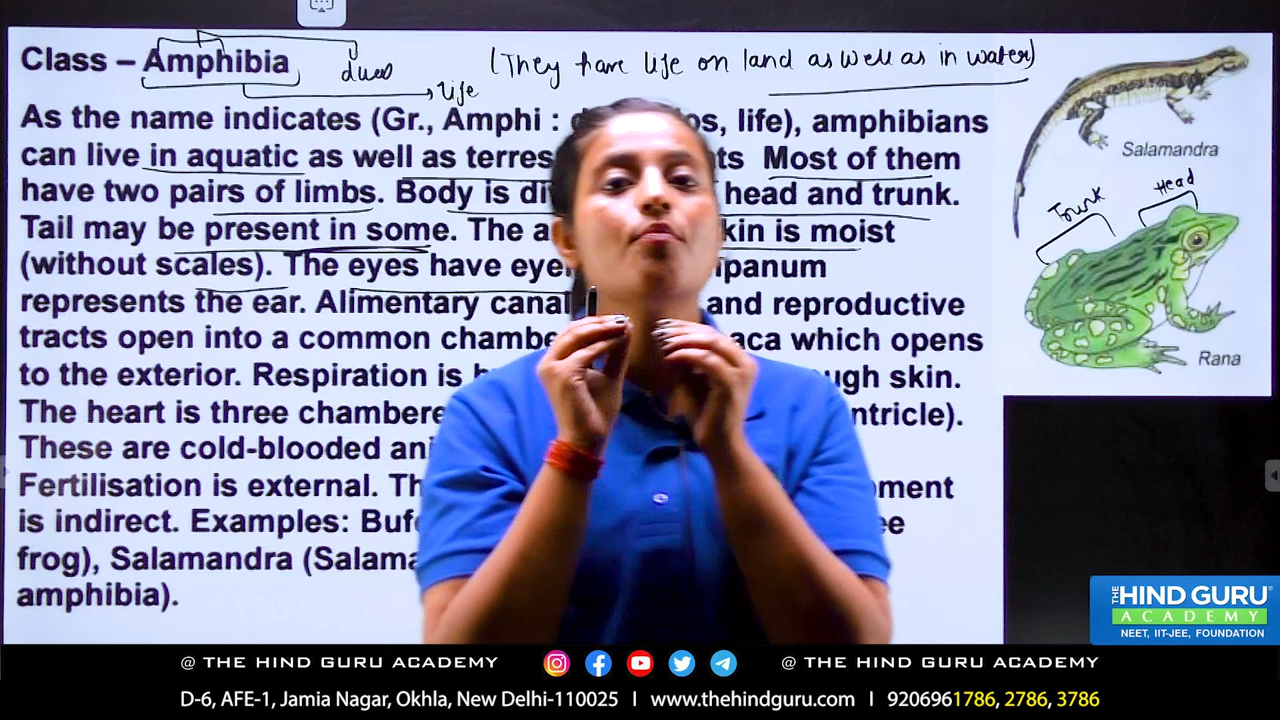 Class – Amphibia
dual
life
(They have life on land as well as in water)
As the name indicates (Gr., Amphi : os, life), amphibians
can live in aquatic as well as terres ts Most of them
have two pairs of limbs. Body is di head and trunk.
Tail may be present in some. The a kin is moist
(without scales). The eyes have eye panum
represents the ear. Alimentary canal and reproductive
tracts open into a common chambe aca which opens
to the exterior. Respiration is b ugh skin.
The heart is three chambere ntricle).
These are cold-blooded ani
Fertilisation is external. Th pment
is indirect. Examples: Buf ee
frog), Salamandra (Salama
amphibia).
Salamandra
Trunk
Head
Rana
THE HIND GURU
ACADEMY
NEET, IIT-JEE, FOUNDATION
@ THE HIND GURU ACADEMY
@ THE HIND GURU ACADEMY
D-6, AFE-1, Jamia Nagar, Okhla, New Delhi-110025 I www.thehindguru.com I 9206961786, 2786, 3786